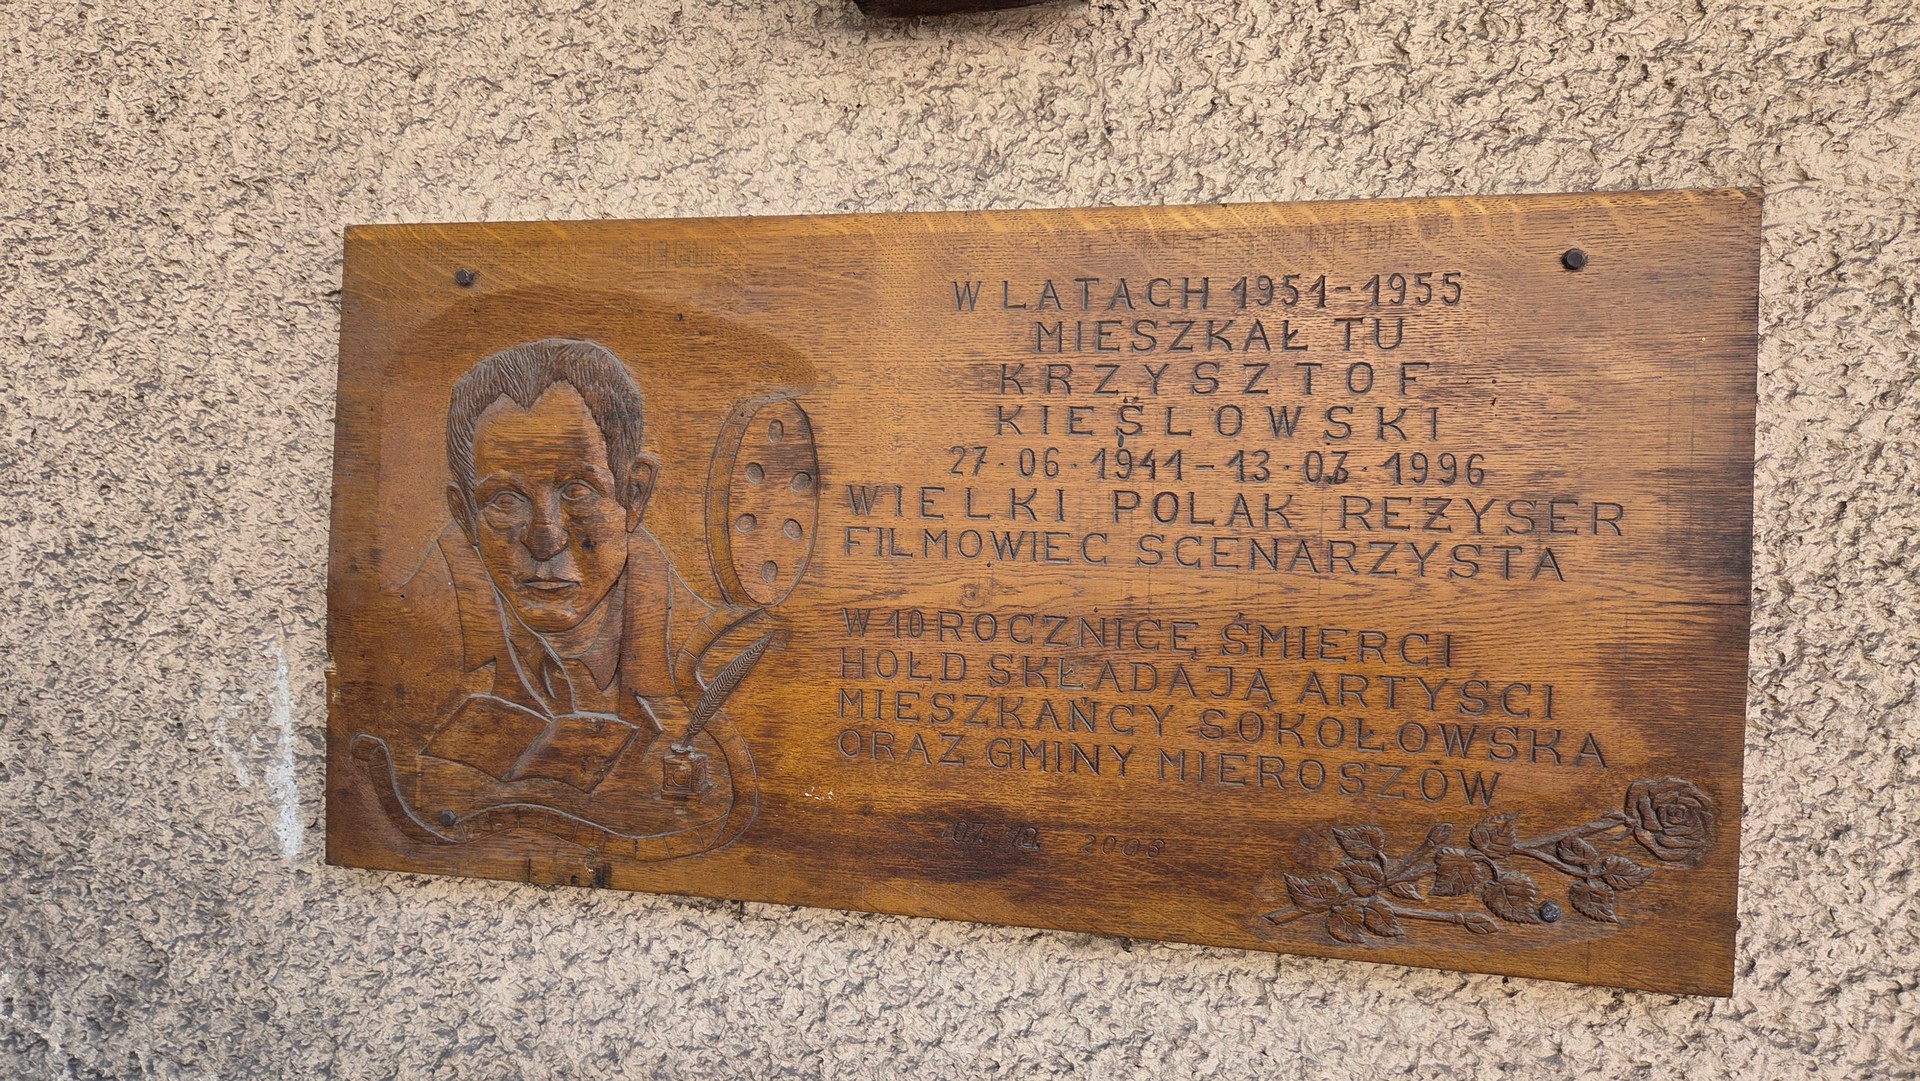 W LATACH 1951-1955
MIESZKAŁ TU
KRZYSZTOF
KIEŚLOWSKI
27·06·1941-13·03·1996
WIELKI POLAK REŻYSER
FILMOWIEC SCENARZYSTA
W 10 ROCZNICĘ ŚMIERCI
HOŁD SKŁADAJĄ ARTYŚCI
MIESZKAŃCY SOKOŁOWSKA
ORAZ GMINY MIEROSZÓW
2008